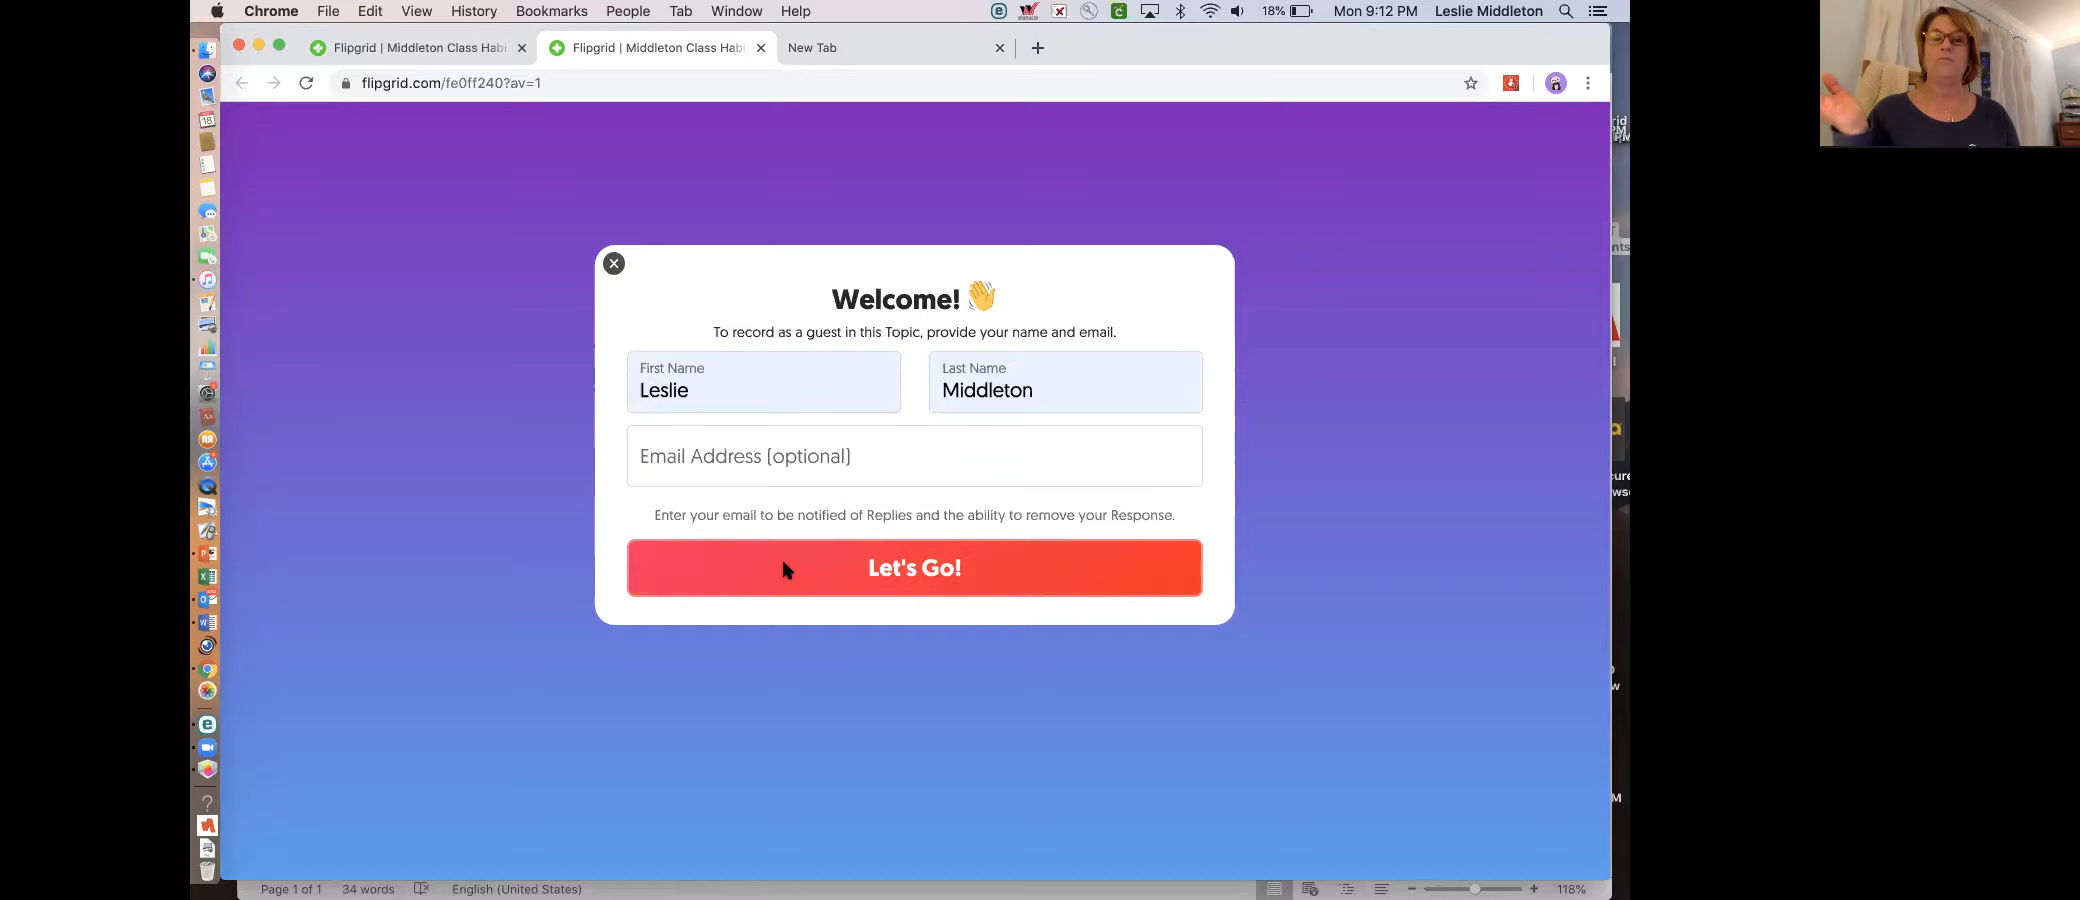 Chrome File Edit View History Bookmarks People Tab Window Help
18% Mon 9:12 PM Leslie Middleton
Flipgrid | Middleton Class Habi
Flipgrid | Middleton Class Habi
New Tab
flipgrid.com/fe0ff240?av=1
Welcome! 👋
To record as a guest in this Topic, provide your name and email.
First Name
Leslie
Last Name
Middleton
Email Address (optional)
Enter your email to be notified of Replies and the ability to remove your Response.
Let's Go!
Page 1 of 1 34 words English (United States) 118%